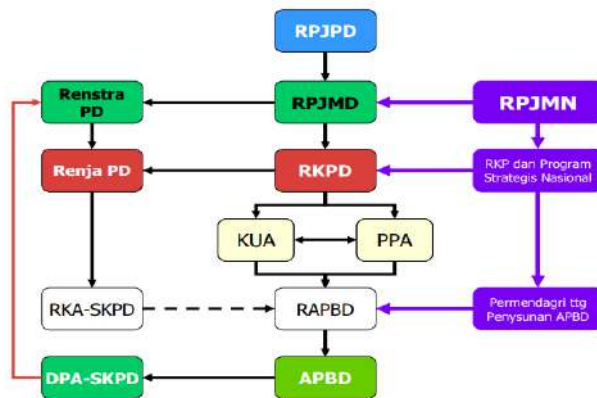 RPJPD
Renstra
PD
RPJMD
RPJMN
Renja PD
RKPD
RKP dan Program
Strategis Nasional
KUA
PPA
RKA-SKPD
RAPBD
Permendagri ttg
Penyusunan APBD
DPA-SKPD
APBD